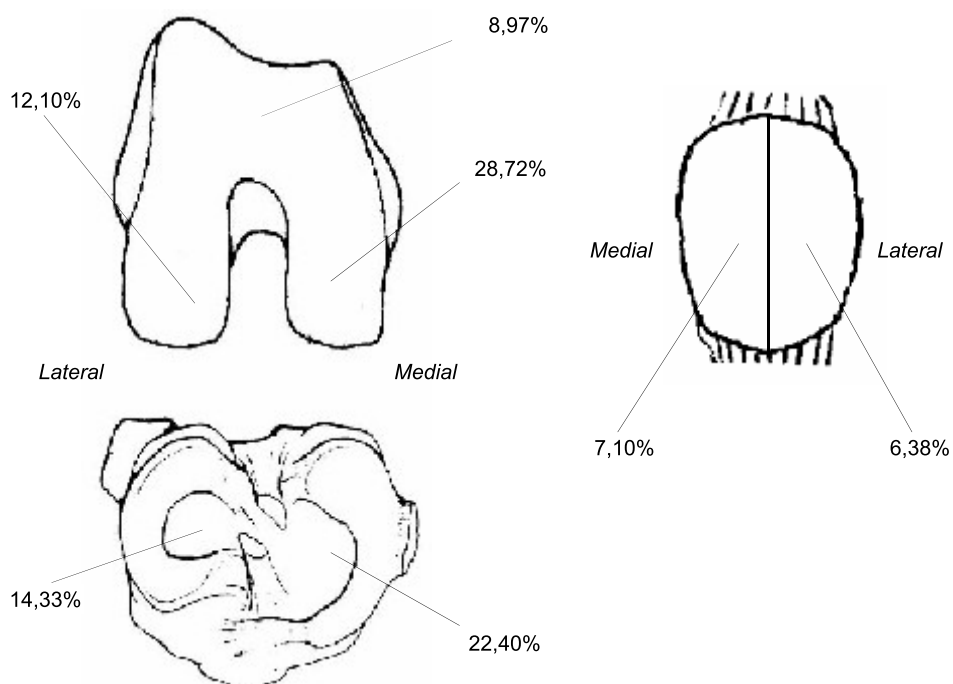 8,97%
12,10%
28,72%
Medial
Lateral
Lateral
Medial
7,10%
6,38%
14,33%
22,40%